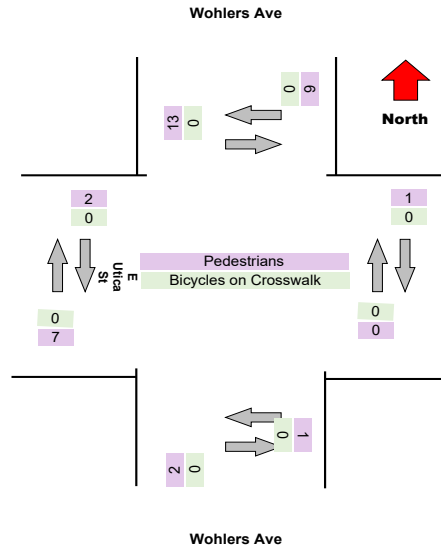 Wohlers Ave
0 9
13 0
North
2
0
1
0
E
Utica
St
Pedestrians
Bicycles on Crosswalk
0
7
0
0
0 1
2 0
Wohlers Ave